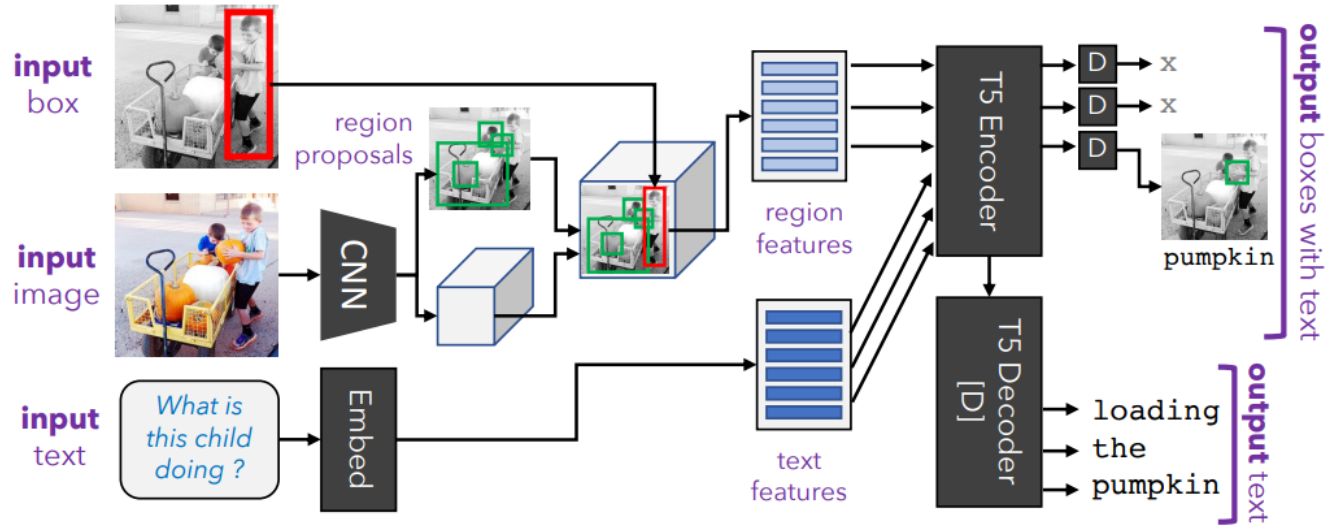 input
box
input
image
input
text
What is
this child
doing ?
region
proposals
CNN
Embed
region
features
text
features
T5 Encoder
T5 Decoder
[D]
D
x
D
x
D
pumpkin
output boxes with text
loading
the
pumpkin
output text